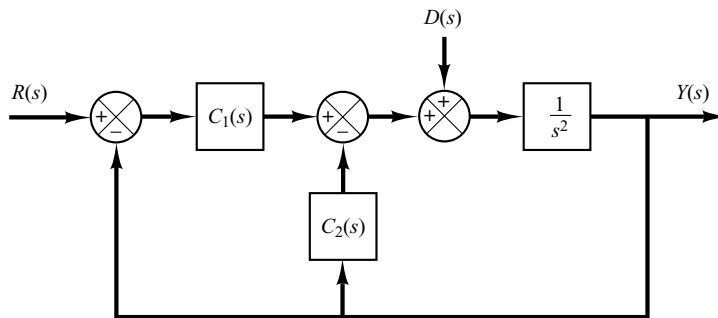 D(s)
R(s)
+
−
C₁(s)
+
−
+
+
1
s²
Y(s)
C₂(s)